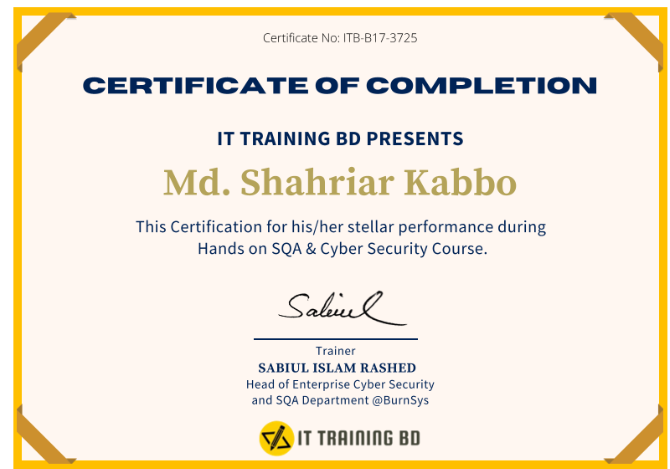 Certificate No: ITB-B17-3725
CERTIFICATE OF COMPLETION
IT TRAINING BD PRESENTS
Md. Shahriar Kabbo
This Certification for his/her stellar performance during
Hands on SQA & Cyber Security Course.
Sabiul
Trainer
SABIUL ISLAM RASHED
Head of Enterprise Cyber Security
and SQA Department @BurnSys
IT TRAINING BD